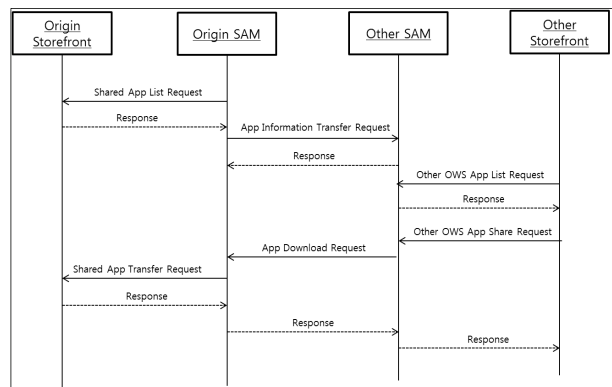 Origin
Storefront
Origin SAM
Other SAM
Other
Storefront
Shared App List Request
Response
App Information Transfer Request
Response
Other OWS App List Request
Response
Other OWS App Share Request
App Download Request
Shared App Transfer Request
Response
Response
Response